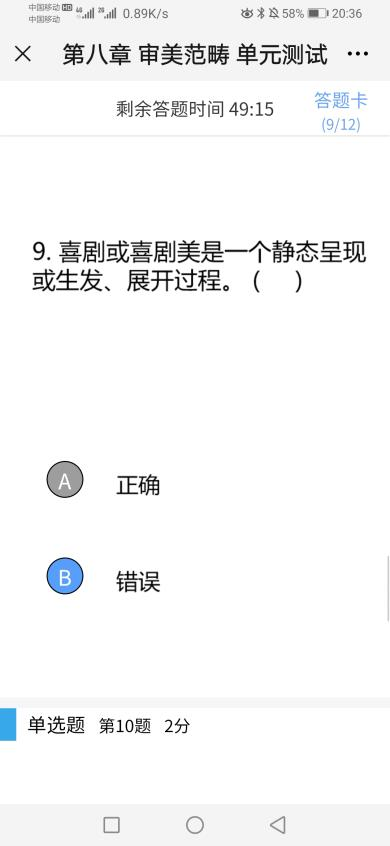 中国移动 HD 4G 2G 0.89K/s 58% 20:36
中国移动
第八章 审美范畴 单元测试
剩余答题时间 49:15
答题卡
(9/12)
9. 喜剧或喜剧美是一个静态呈现
或生发、展开过程。(  )
A 正确
B 错误
单选题 第10题 2分